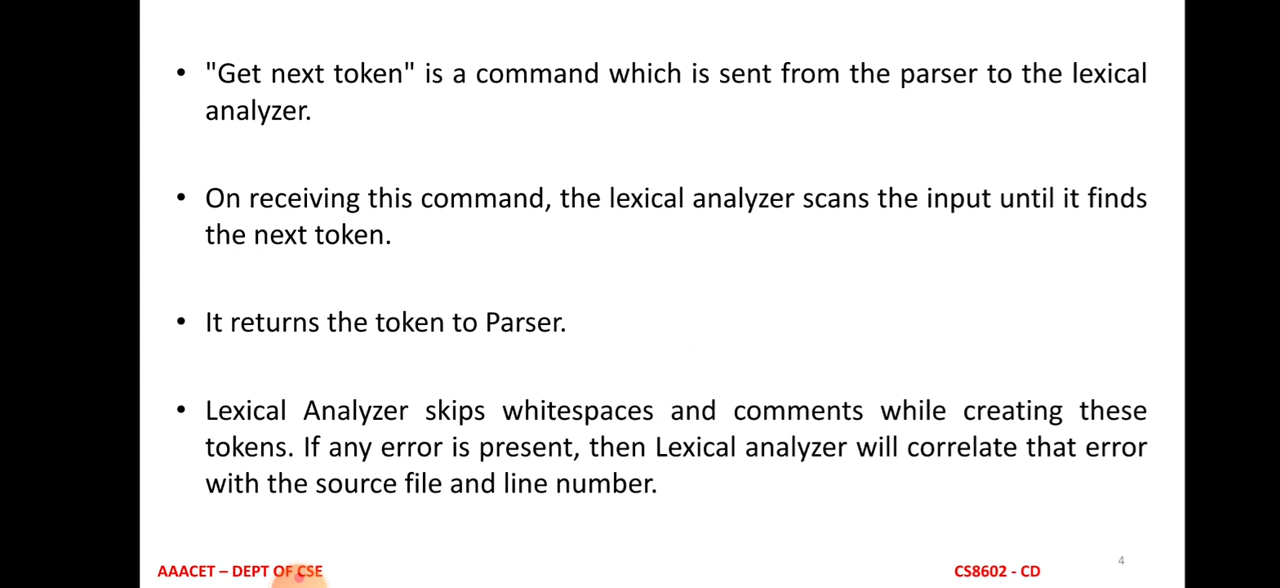 • "Get next token" is a command which is sent from the parser to the lexical
analyzer.
• On receiving this command, the lexical analyzer scans the input until it finds
the next token.
• It returns the token to Parser.
• Lexical Analyzer skips whitespaces and comments while creating these
tokens. If any error is present, then Lexical analyzer will correlate that error
with the source file and line number.
AAACET – DEPT OF CSE
CS8602 - CD
4